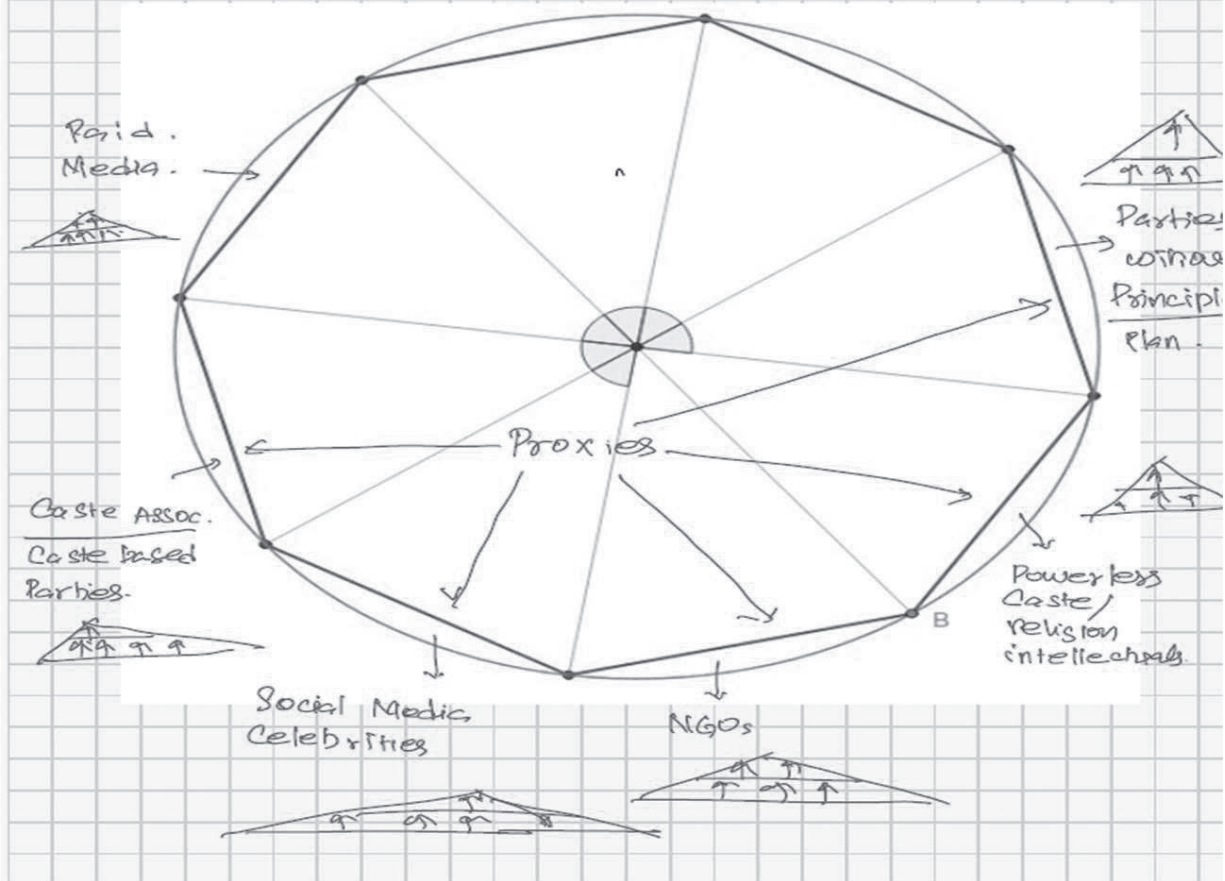 Paid.
Media.
Parties
Principl
Plan.
Proxies
Caste Assoc.
Caste based
Parties.
Powerless
Caste/
religion
intellectuals.
B
Social Media
Celebrities
NGOs